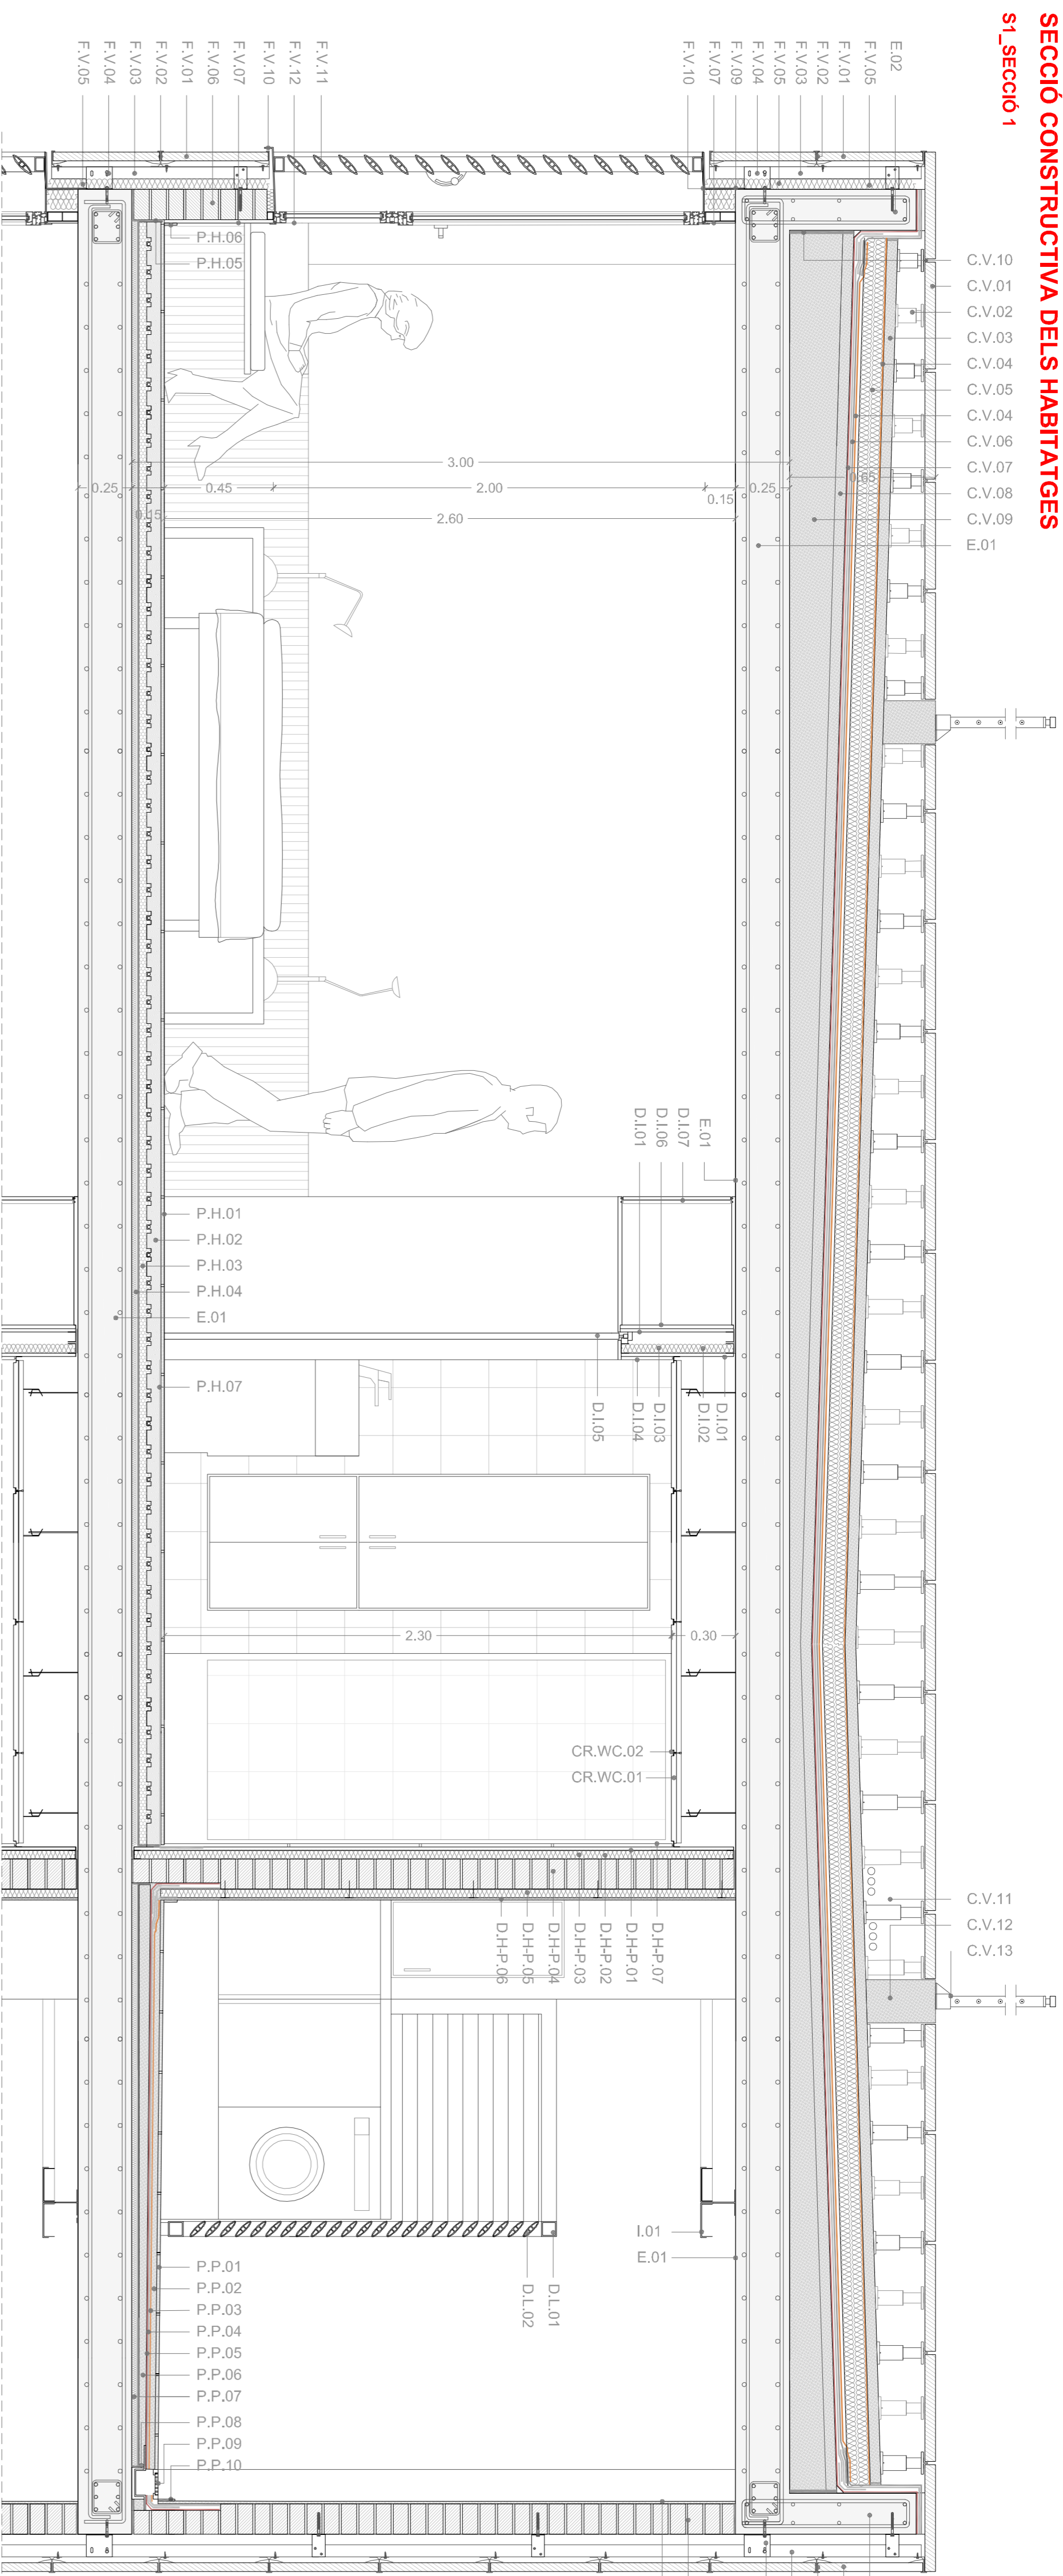 SECCIÓ CONSTRUCTIVA DELS HABITATGES
S1_SECCIÓ 1
E.02
F.V.05
F.V.01
F.V.02
F.V.03
F.V.05
F.V.04
F.V.09
F.V.07
F.V.10
F.V.11
F.V.12
F.V.10
F.V.07
F.V.06
F.V.01
F.V.02
F.V.03
F.V.04
F.V.05
C.V.10
C.V.01
C.V.02
C.V.03
C.V.04
C.V.05
C.V.04
C.V.06
C.V.07
C.V.08
C.V.09
E.01
P.H.06
P.H.05
3.00
0.65
0.25
0.15
0.45
2.00
0.15
0.25
2.60
E.01
D.I.07
D.I.06
D.I.01
P.H.01
P.H.02
P.H.03
P.H.04
E.01
P.H.07
D.I.01
D.I.02
D.I.03
D.I.04
D.I.05
2.30
0.30
CR.WC.02
CR.WC.01
C.V.11
C.V.12
C.V.13
D.H-P.07
D.H-P.01
D.H-P.02
D.H-P.03
D.H-P.04
D.H-P.05
D.H-P.06
I.01
E.01
D.L.01
D.L.02
P.P.01
P.P.02
P.P.03
P.P.04
P.P.05
P.P.06
P.P.07
P.P.08
P.P.09
P.P.10